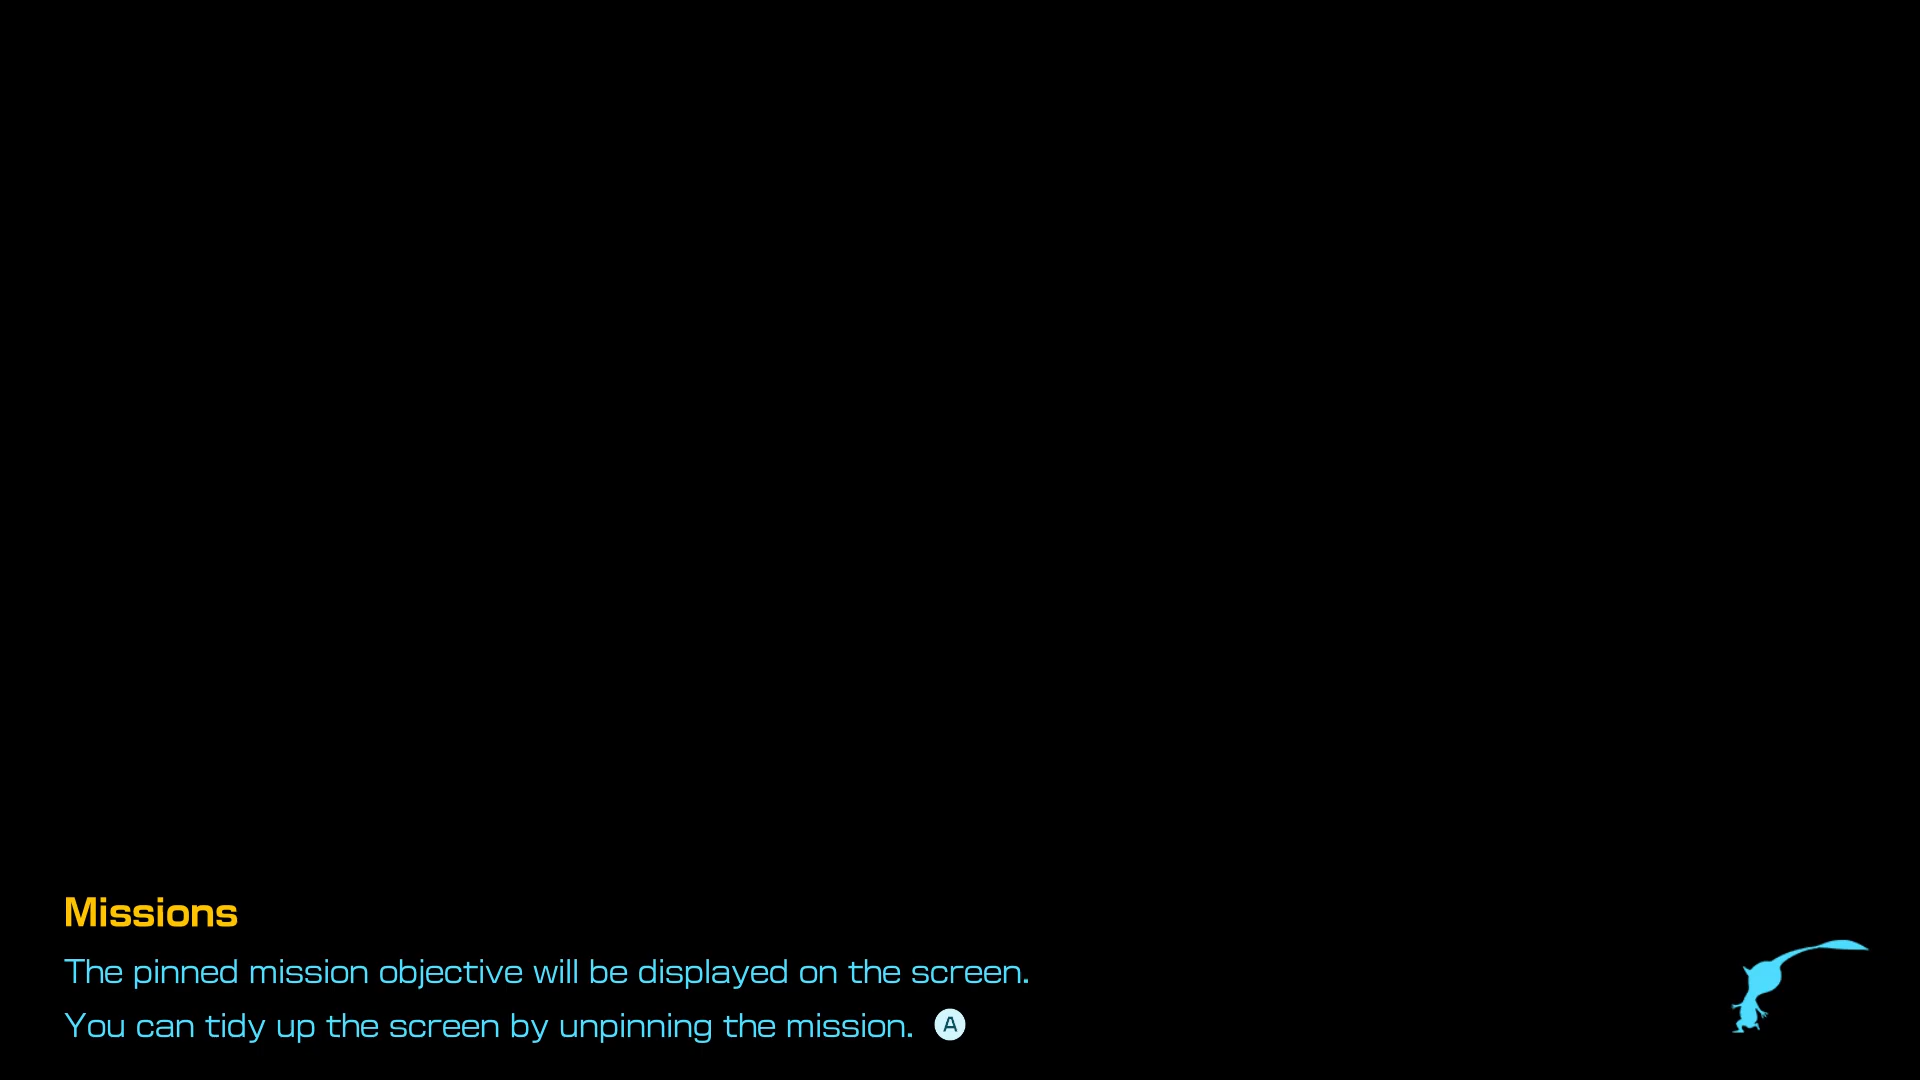 Missions
The pinned mission objective will be displayed on the screen.
You can tidy up the screen by unpinning the mission. A